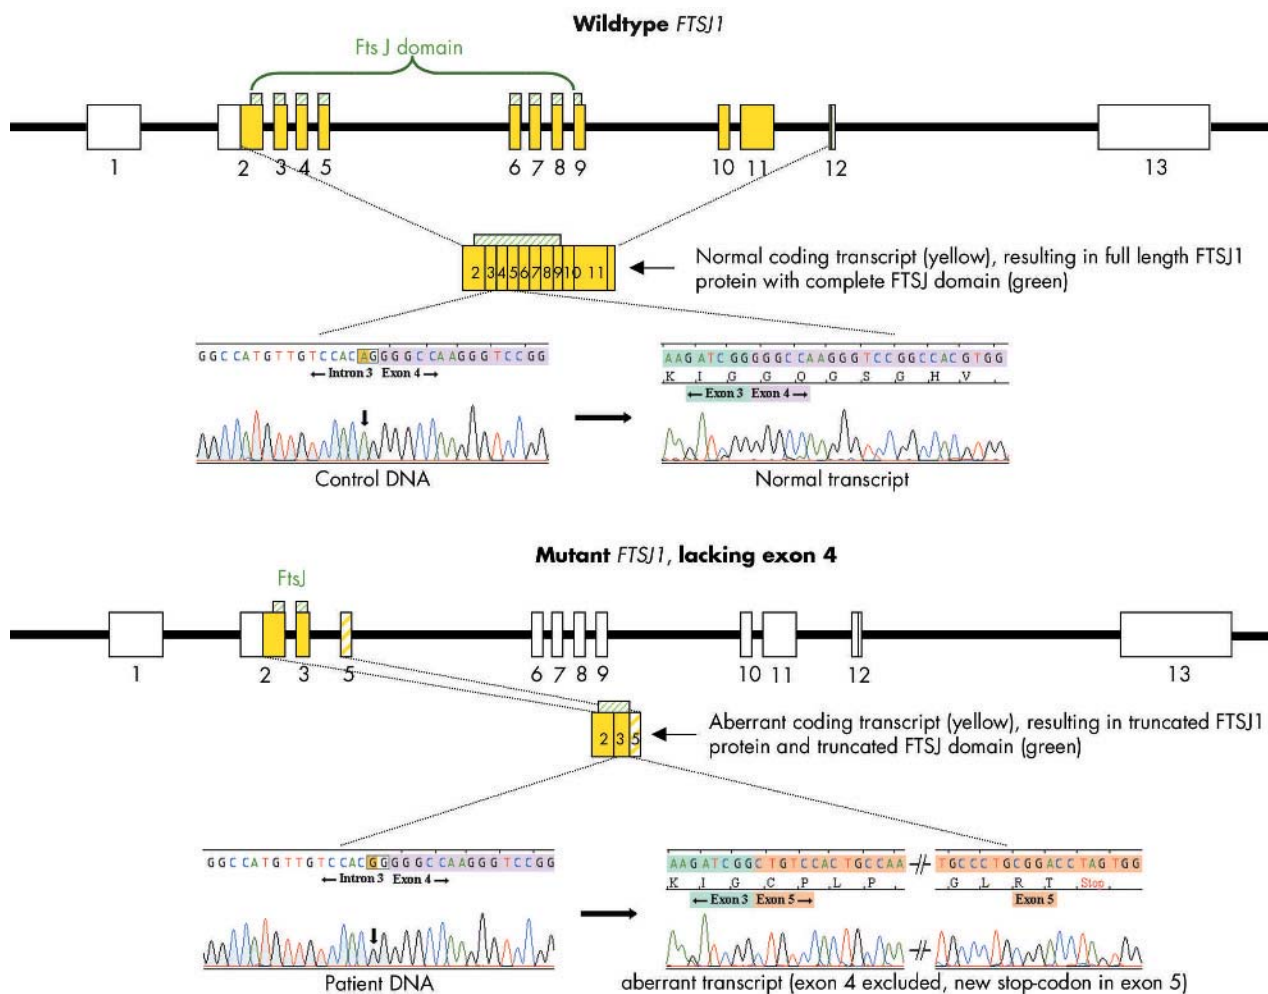 Wildtype FTSJ1
Fts J domain
1 2 3 4 5 6 7 8 9 10 11 12 13
2 3 4 5 6 7 8 9 10 11
Normal coding transcript (yellow), resulting in full length FTSJ1
protein with complete FTSJ domain (green)
GGCCATGTTGTCCACAGGGGCCAAGGGTCCGG
← Intron 3 Exon 4 →
Control DNA
AAGATCGGGGGCCAAGGGTCCGGCCACGTGG
K I G G Q G S G H V
← Exon 3 Exon 4 →
Normal transcript
Mutant FTSJ1, lacking exon 4
FtsJ
1 2 3 5 6 7 8 9 10 11 12 13
2 3 5
Aberrant coding transcript (yellow), resulting in truncated FTSJ1
protein and truncated FTSJ domain (green)
GGCCATGTTGTCCACGGGGGCCAAGGGTCCGG
← Intron 3 Exon 4 →
Patient DNA
AAGATCGGCTGTCCACTGCCAA -//- TGCCCTGCGGACCTAGTGG
K I G C P L P G L R T Stop
← Exon 3 Exon 5 → Exon 5
aberrant transcript (exon 4 excluded, new stop-codon in exon 5)